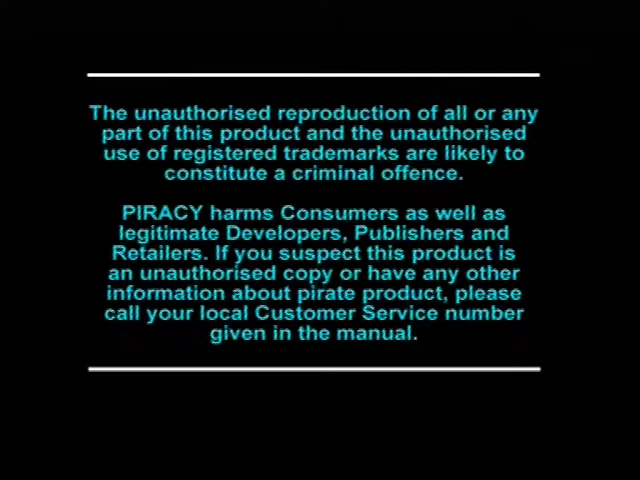 The unauthorised reproduction of all or any
part of this product and the unauthorised
use of registered trademarks are likely to
constitute a criminal offence.
PIRACY harms Consumers as well as
legitimate Developers, Publishers and
Retailers. If you suspect this product is
an unauthorised copy or have any other
information about pirate product, please
call your local Customer Service number
given in the manual.